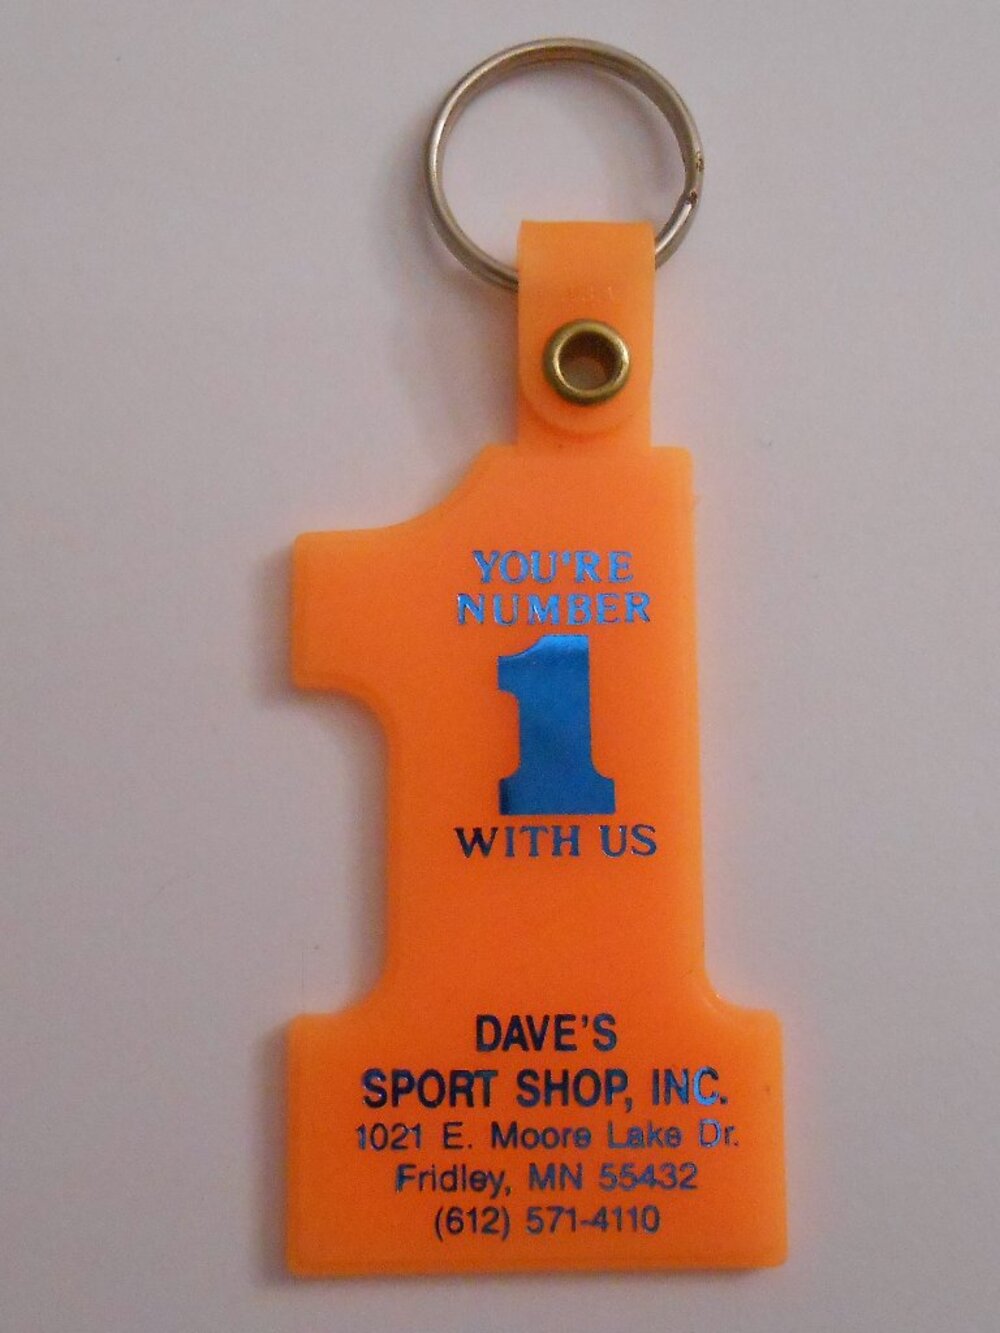 YOU'RE
NUMBER
1
WITH US
DAVE'S
SPORT SHOP, INC.
1021 E. Moore Lake Dr.
Fridley, MN 55432
(612) 571-4110